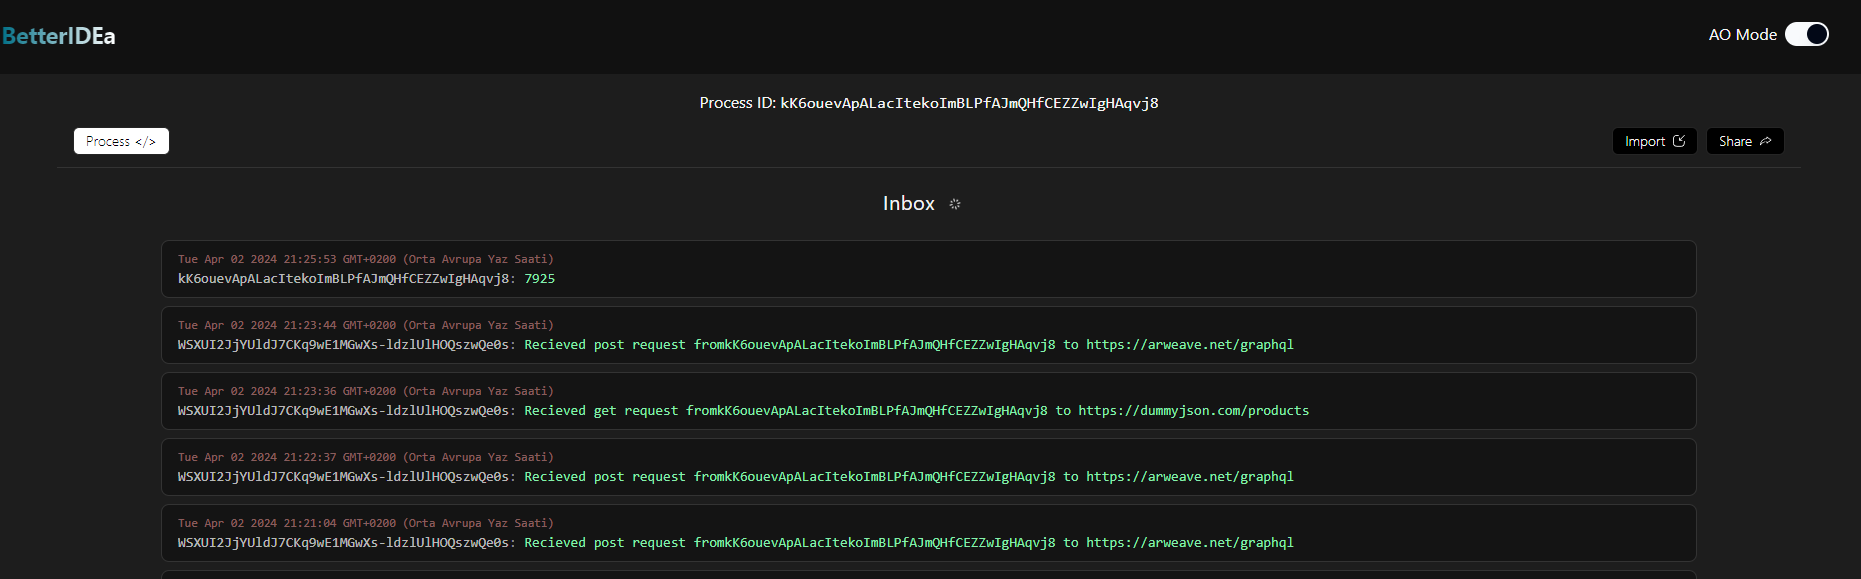 BetterIDEa
AO Mode
Process ID: kK6ouevApALacItekoImBLPfAJmQHfCEZZwIgHAqvj8
Process </>
Import
Share
Inbox
Tue Apr 02 2024 21:25:53 GMT+0200 (Orta Avrupa Yaz Saati)
kK6ouevApALacItekoImBLPfAJmQHfCEZZwIgHAqvj8: 7925
Tue Apr 02 2024 21:23:44 GMT+0200 (Orta Avrupa Yaz Saati)
WSXUI2JjYUldJ7CKq9wE1MGwXs-ldzlUlHOQszwQe0s: Recieved post request fromkK6ouevApALacItekoImBLPfAJmQHfCEZZwIgHAqvj8 to https://arweave.net/graphql
Tue Apr 02 2024 21:23:36 GMT+0200 (Orta Avrupa Yaz Saati)
WSXUI2JjYUldJ7CKq9wE1MGwXs-ldzlUlHOQszwQe0s: Recieved get request fromkK6ouevApALacItekoImBLPfAJmQHfCEZZwIgHAqvj8 to https://dummyjson.com/products
Tue Apr 02 2024 21:22:37 GMT+0200 (Orta Avrupa Yaz Saati)
WSXUI2JjYUldJ7CKq9wE1MGwXs-ldzlUlHOQszwQe0s: Recieved post request fromkK6ouevApALacItekoImBLPfAJmQHfCEZZwIgHAqvj8 to https://arweave.net/graphql
Tue Apr 02 2024 21:21:04 GMT+0200 (Orta Avrupa Yaz Saati)
WSXUI2JjYUldJ7CKq9wE1MGwXs-ldzlUlHOQszwQe0s: Recieved post request fromkK6ouevApALacItekoImBLPfAJmQHfCEZZwIgHAqvj8 to https://arweave.net/graphql